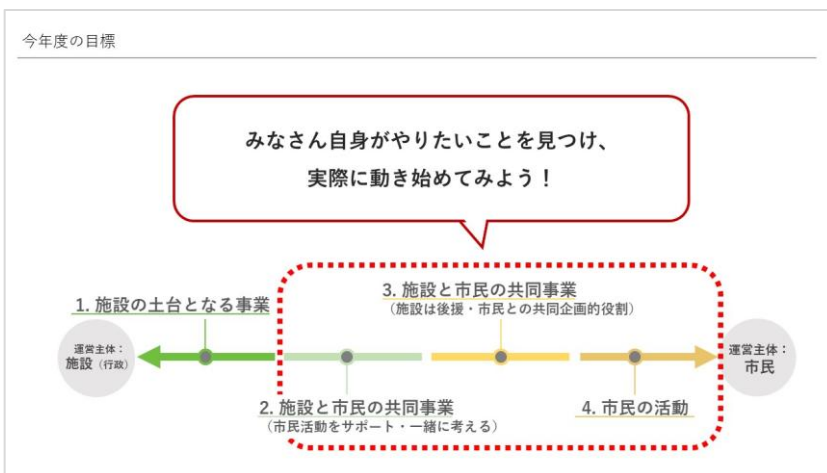 今年度の目標
みなさん自身がやりたいことを見つけ、
実際に動き始めてみよう！
1. 施設の土台となる事業
3. 施設と市民の共同事業
（施設は後援・市民との共同企画的役割）
運営主体：
施設（行政）
運営主体：
市民
2. 施設と市民の共同事業
（市民活動をサポート・一緒に考える）
4. 市民の活動